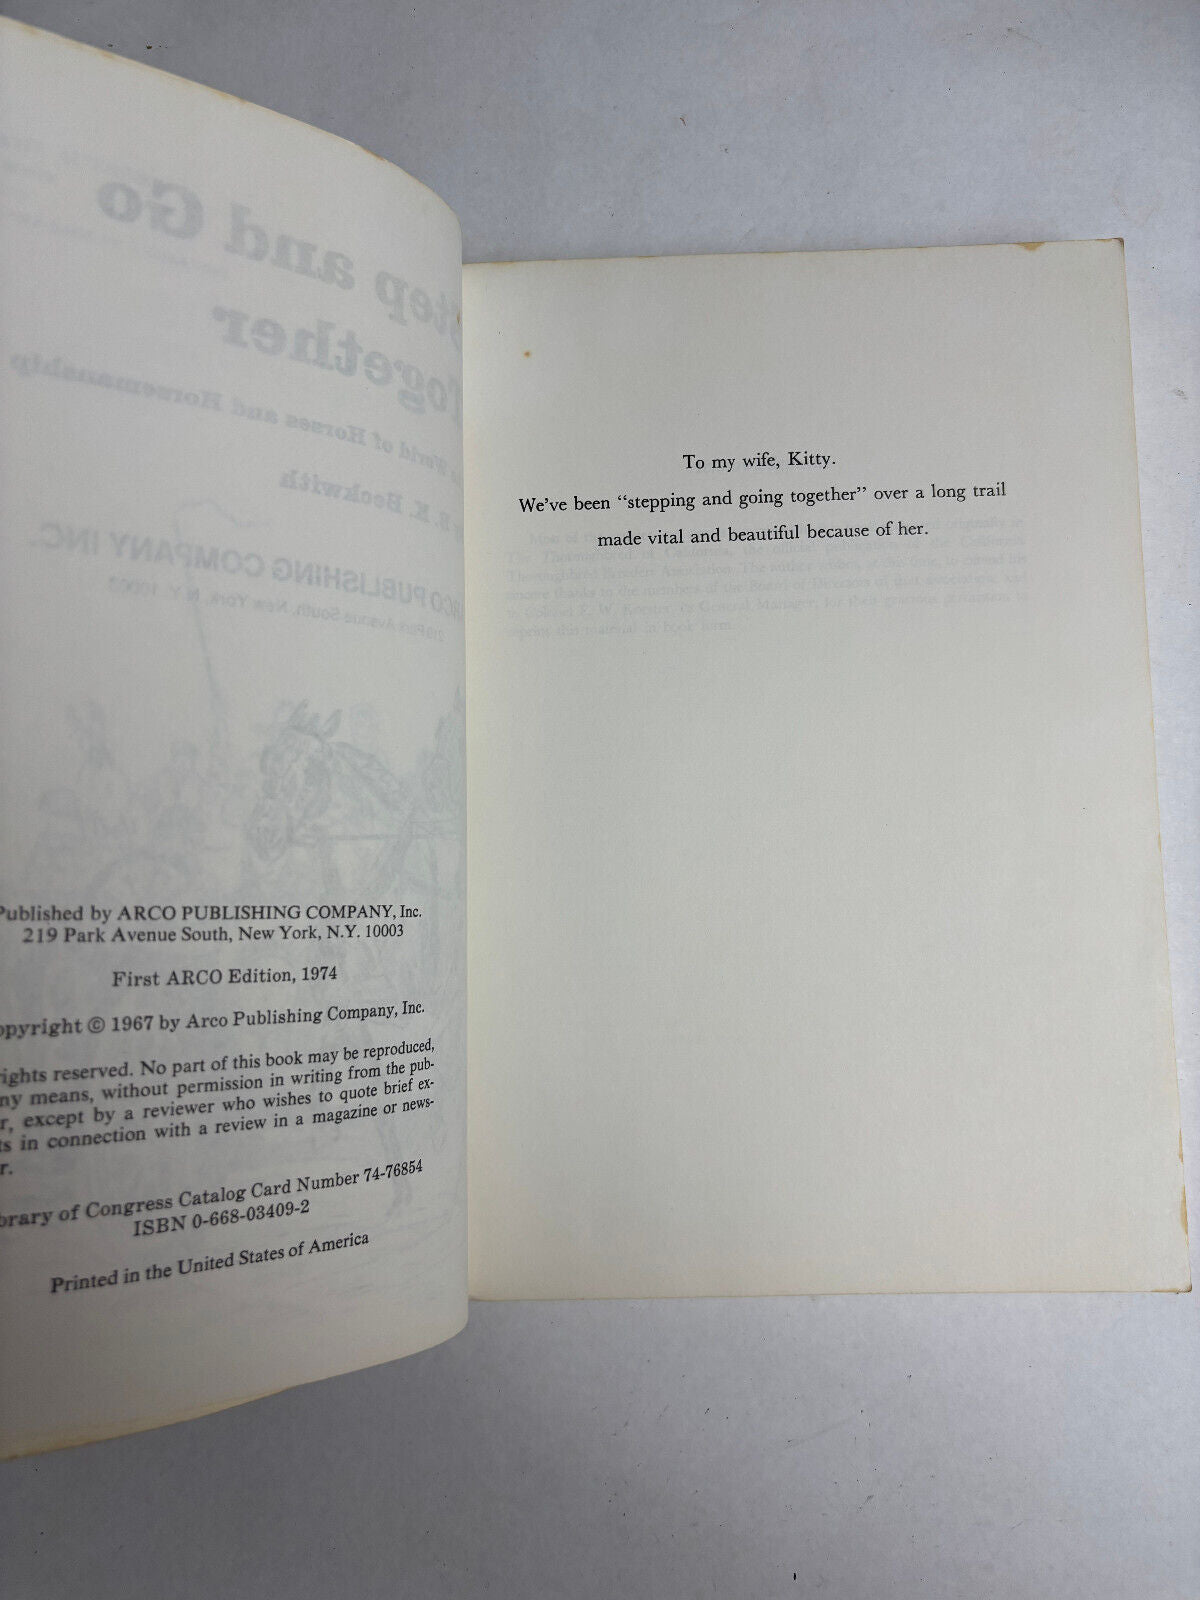 Published by ARCO PUBLISHING COMPANY, Inc.
219 Park Avenue South, New York, N.Y. 10003
First ARCO Edition, 1974
opyright © 1967 by Arco Publishing Company, Inc.
rights reserved. No part of this book may be reproduced,
ny means, without permission in writing from the pub-
r, except by a reviewer who wishes to quote brief ex-
ts in connection with a review in a magazine or news-
r.
brary of Congress Catalog Card Number 74-76854
ISBN 0-668-03409-2
Printed in the United States of America
To my wife, Kitty.
We've been “stepping and going together” over a long trail
made vital and beautiful because of her.